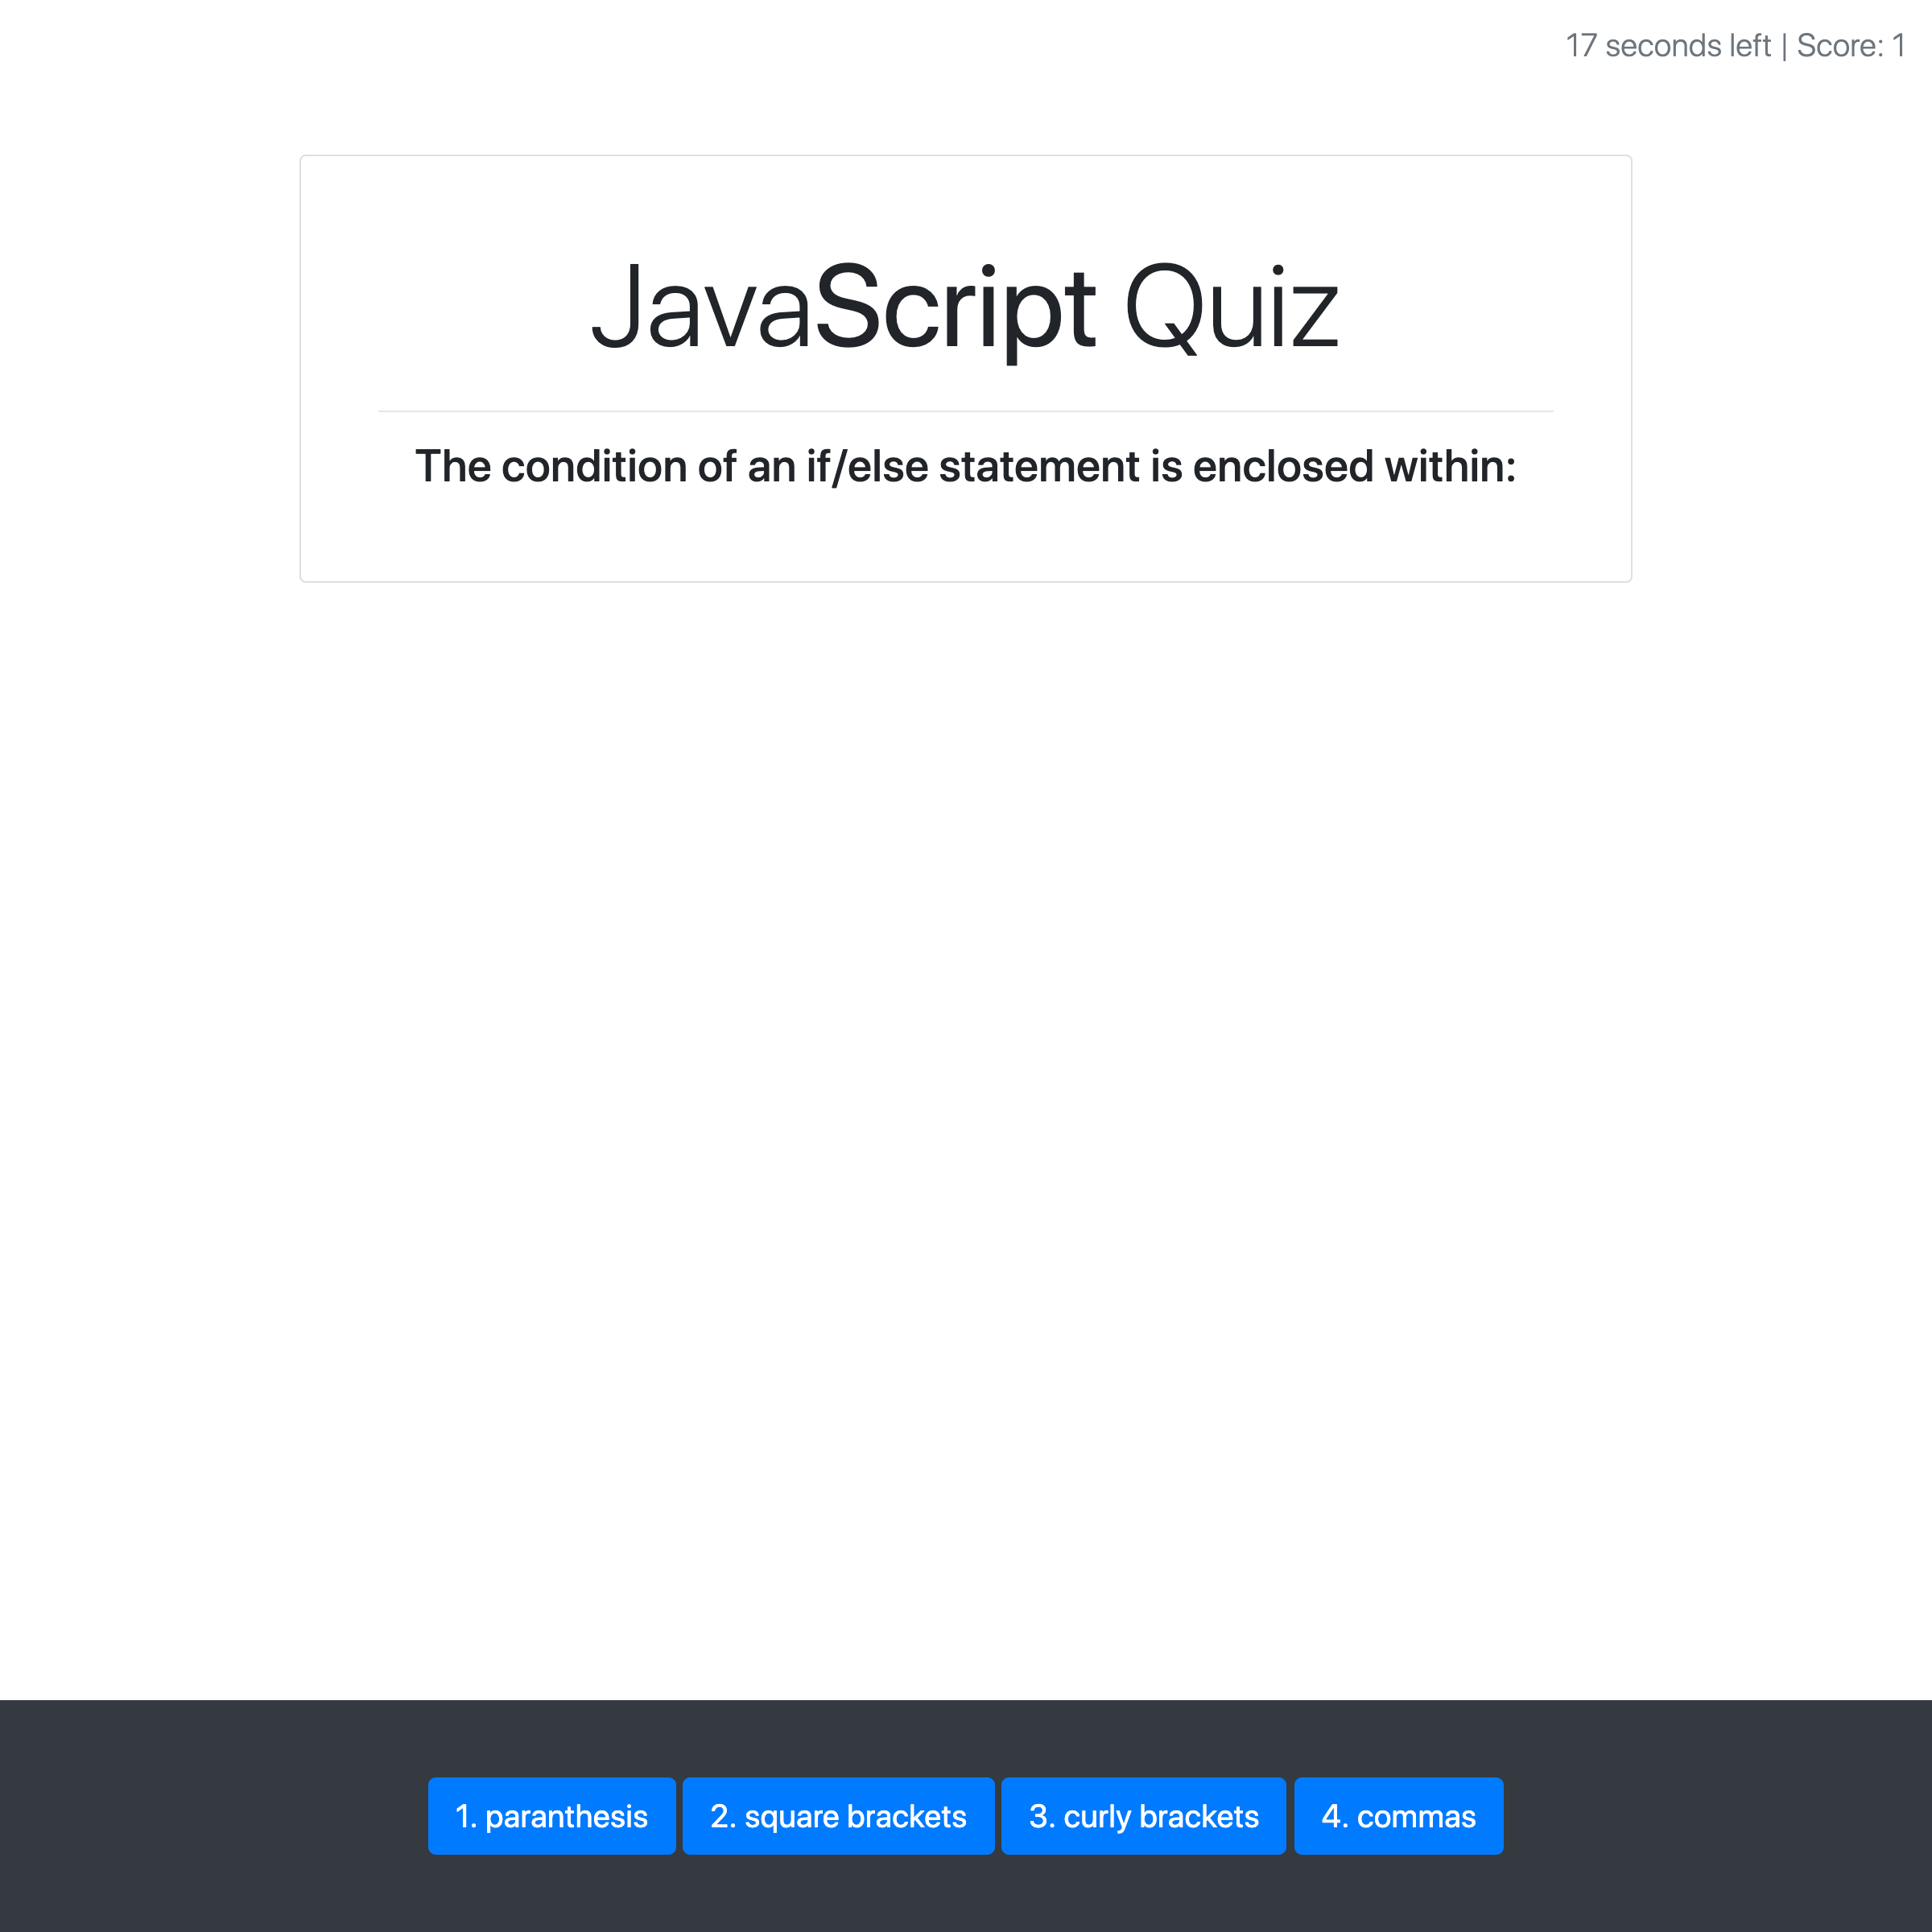 17 seconds left | Score: 1
JavaScript Quiz
The condition of an if/else statement is enclosed within:
1. paranthesis
2. square brackets
3. curly brackets
4. commas